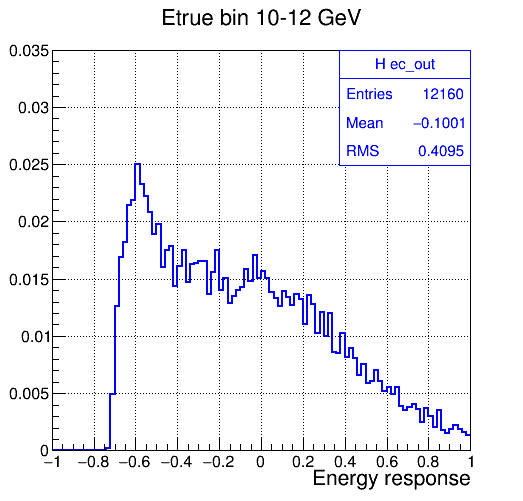 Etrue bin 10-12 GeV
H ec_out
Entries 12160
Mean −0.1001
RMS 0.4095
0.035
0.03
0.025
0.02
0.015
0.01
0.005
0
−1 −0.8 −0.6 −0.4 −0.2 0 0.2 0.4 0.6 0.8 1
Energy response